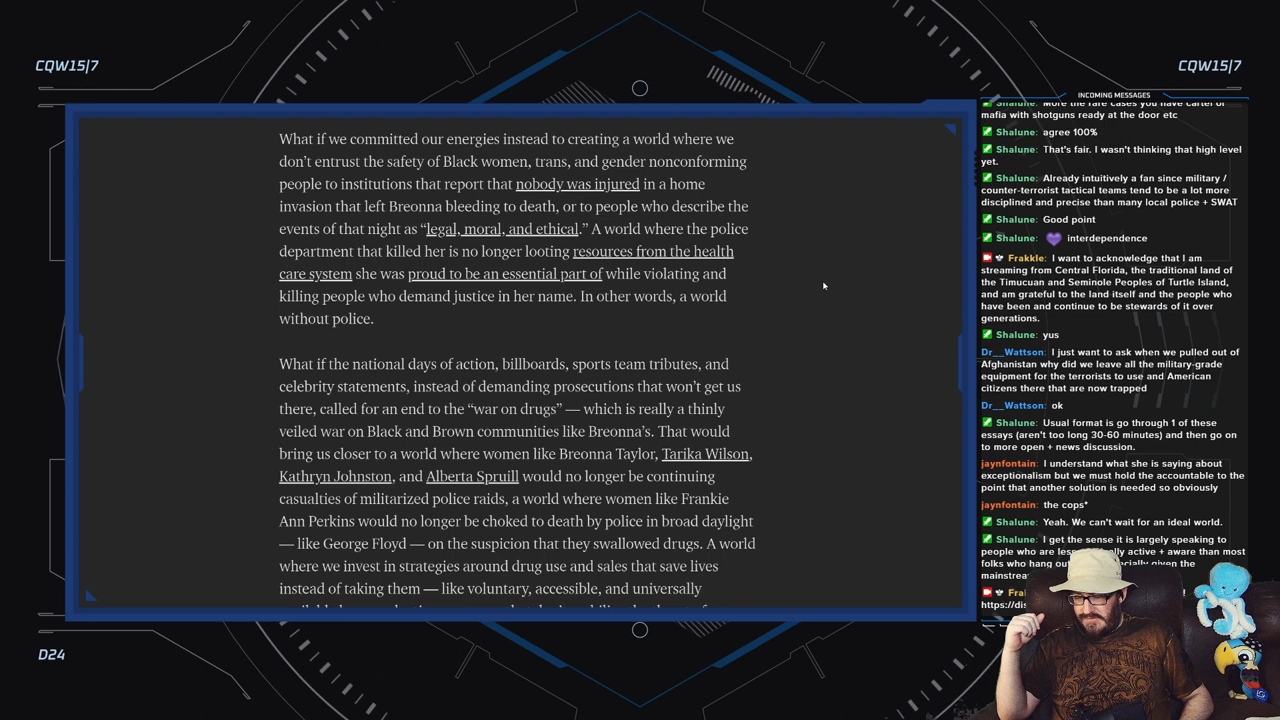 CQW15|7
CQW15|7
INCOMING MESSAGES
What if we committed our energies instead to creating a world where we
don’t entrust the safety of Black women, trans, and gender nonconforming
people to institutions that report that nobody was injured in a home
invasion that left Breonna bleeding to death, or to people who describe the
events of that night as “legal, moral, and ethical.” A world where the police
department that killed her is no longer looting resources from the health
care system she was proud to be an essential part of while violating and
killing people who demand justice in her name. In other words, a world
without police.
What if the national days of action, billboards, sports team tributes, and
celebrity statements, instead of demanding prosecutions that won’t get us
there, called for an end to the “war on drugs” — which is really a thinly
veiled war on Black and Brown communities like Breonna’s. That would
bring us closer to a world where women like Breonna Taylor, Tarika Wilson,
Kathryn Johnston, and Alberta Spruill would no longer be continuing
casualties of militarized police raids, a world where women like Frankie
Ann Perkins would no longer be choked to death by police in broad daylight
— like George Floyd — on the suspicion that they swallowed drugs. A world
where we invest in strategies around drug use and sales that save lives
instead of taking them — like voluntary, accessible, and universally
Shalune: More the rare cases you have cartel or
mafia with shotguns ready at the door etc
Shalune: agree 100%
Shalune: That's fair. I wasn't thinking that high level
yet.
Shalune: Already intuitively a fan since military /
counter-terrorist tactical teams tend to be a lot more
disciplined and precise than many local police + SWAT
Shalune: Good point
Shalune: interdependence
Frakkle: I want to acknowledge that I am
streaming from Central Florida, the traditional land of
the Timucuan and Seminole Peoples of Turtle Island,
and am grateful to the land itself and the people who
have been and continue to be stewards of it over
generations.
Shalune: yus
Dr__Wattson: I just want to ask when we pulled out of
Afghanistan why did we leave all the military-grade
equipment for the terrorists to use and American
citizens there that are now trapped
Dr__Wattson: ok
Shalune: Usual format is go through 1 of these
essays (aren't too long 30-60 minutes) and then go on
to more open + news discussion.
jaynfontain: I understand what she is saying about
exceptionalism but we must hold the accountable to the
point that another solution is needed so obviously
jaynfontain: the cops*
Shalune: Yeah. We can't wait for an ideal world.
Shalune: I get the sense it is largely speaking to
people who are active + aware than most
folks who hang given the
mainstrea
https://dis
D24